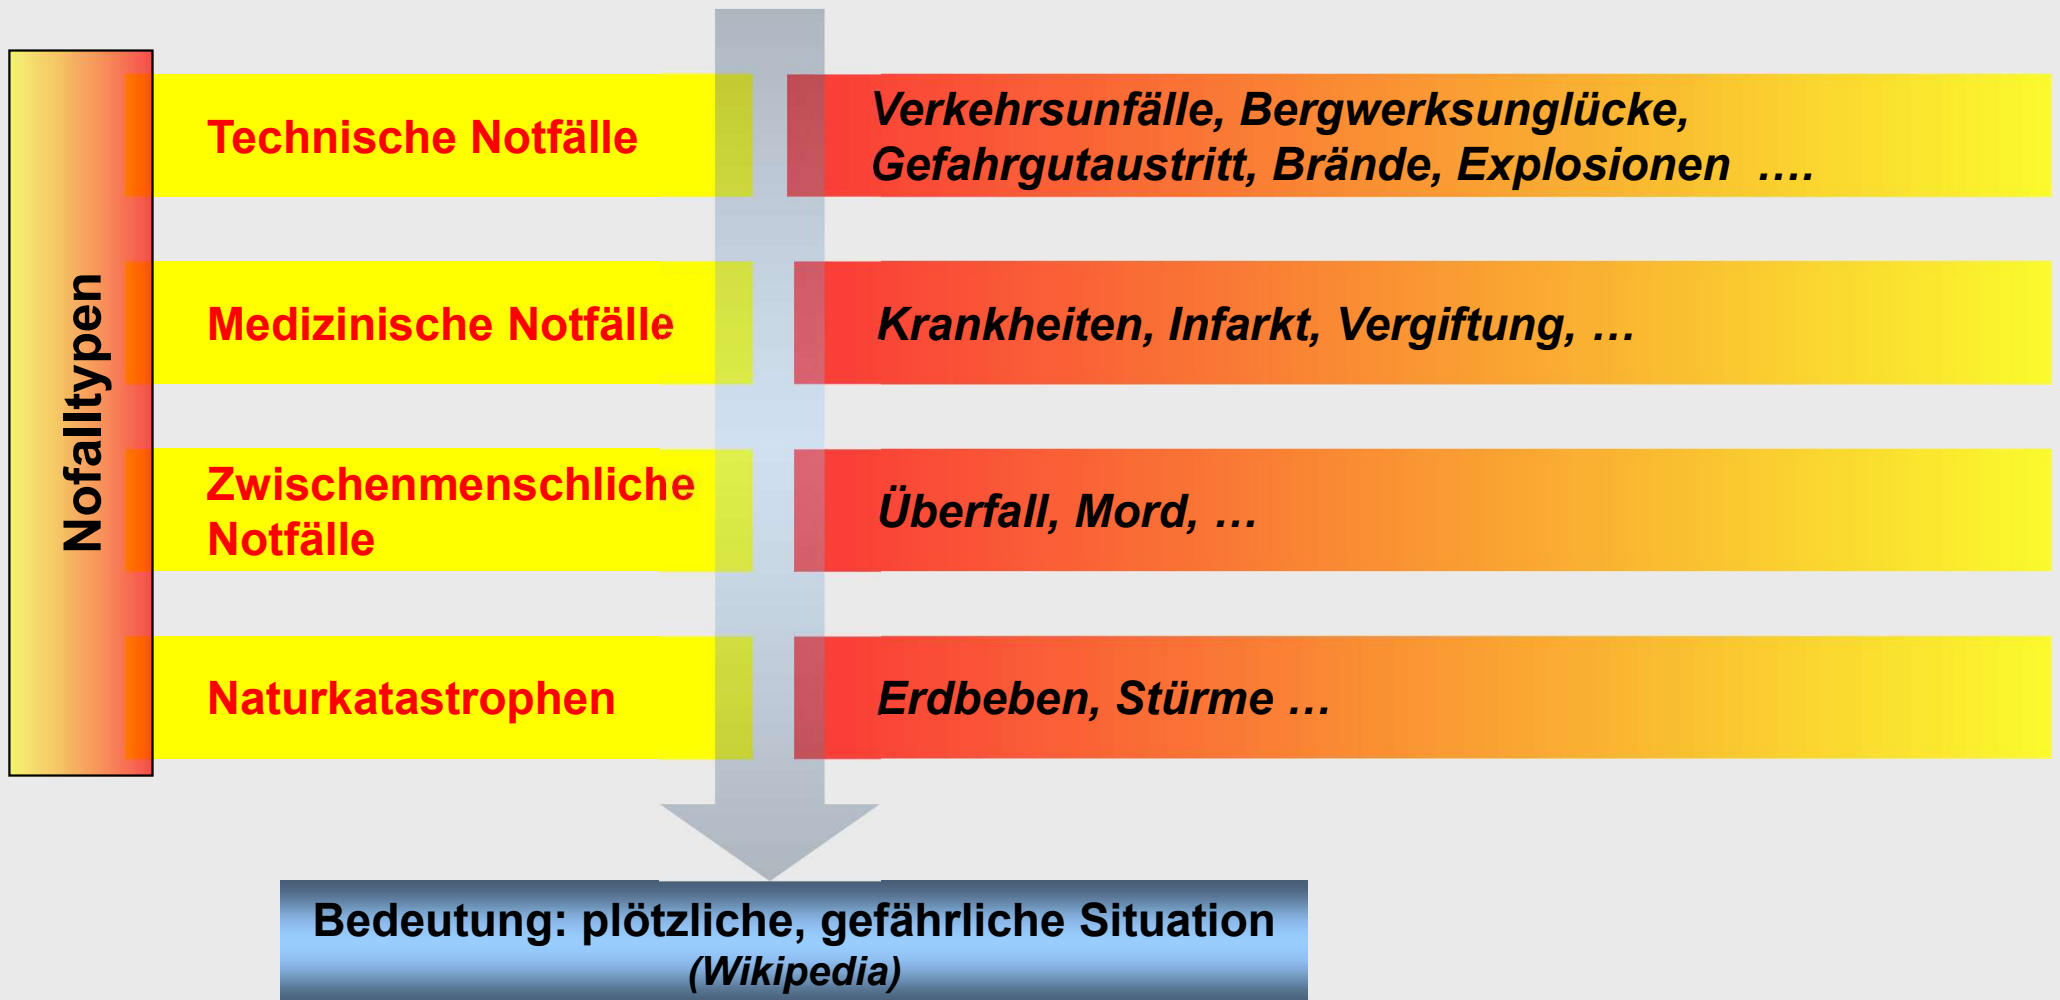 Nofalltypen
Technische Notfälle
Verkehrsunfälle, Bergwerksunglücke,
Gefahrgutaustritt, Brände, Explosionen ….
Medizinische Notfälle
Krankheiten, Infarkt, Vergiftung, …
Zwischenmenschliche
Notfälle
Überfall, Mord, …
Naturkatastrophen
Erdbeben, Stürme …
Bedeutung: plötzliche, gefährliche Situation
(Wikipedia)